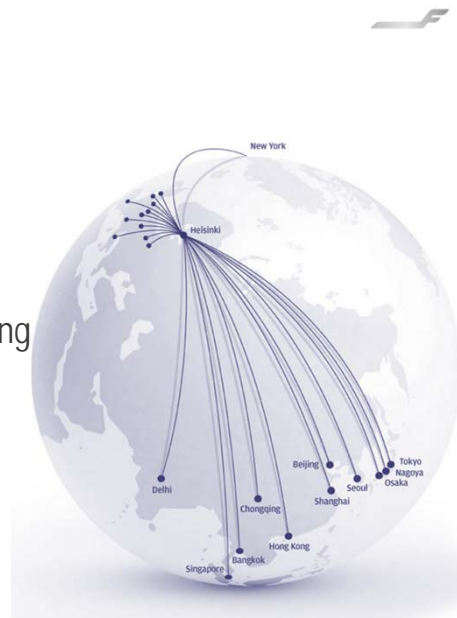 New York
Helsinki
ng
Delhi
Beijing
Tokyo
Nagoya
Seoul
Osaka
Shanghai
Chongqing
Hong Kong
Bangkok
Singapore